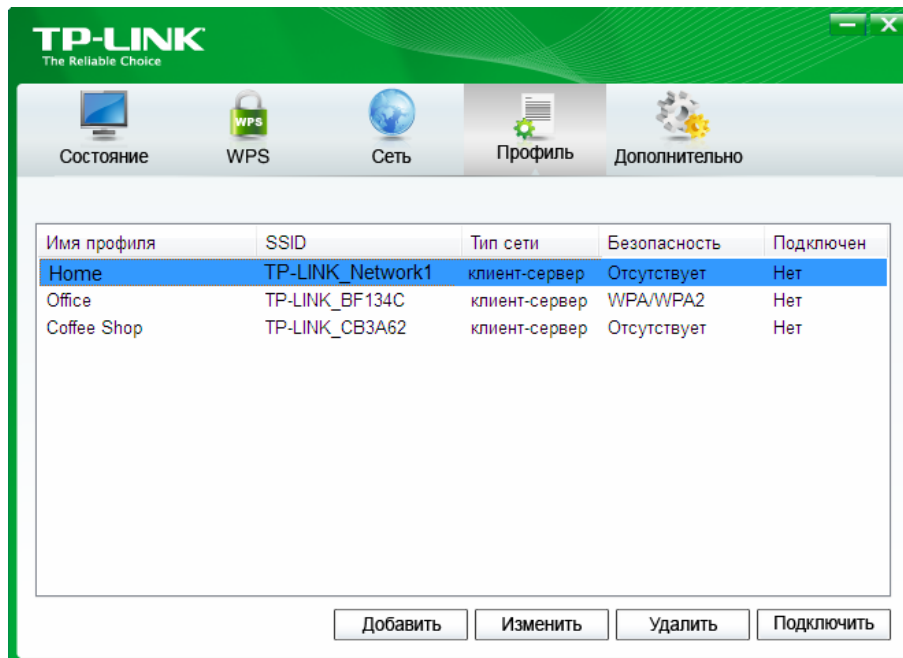 TP-LINK
The Reliable Choice
WPS
Состояние WPS Сеть Профиль Дополнительно
Имя профиля SSID Тип сети Безопасность Подключен
Home TP-LINK_Network1 клиент-сервер Отсутствует Нет
Office TP-LINK_BF134C клиент-сервер WPA/WPA2 Нет
Coffee Shop TP-LINK_CB3A62 клиент-сервер Отсутствует Нет
Добавить Изменить Удалить Подключить